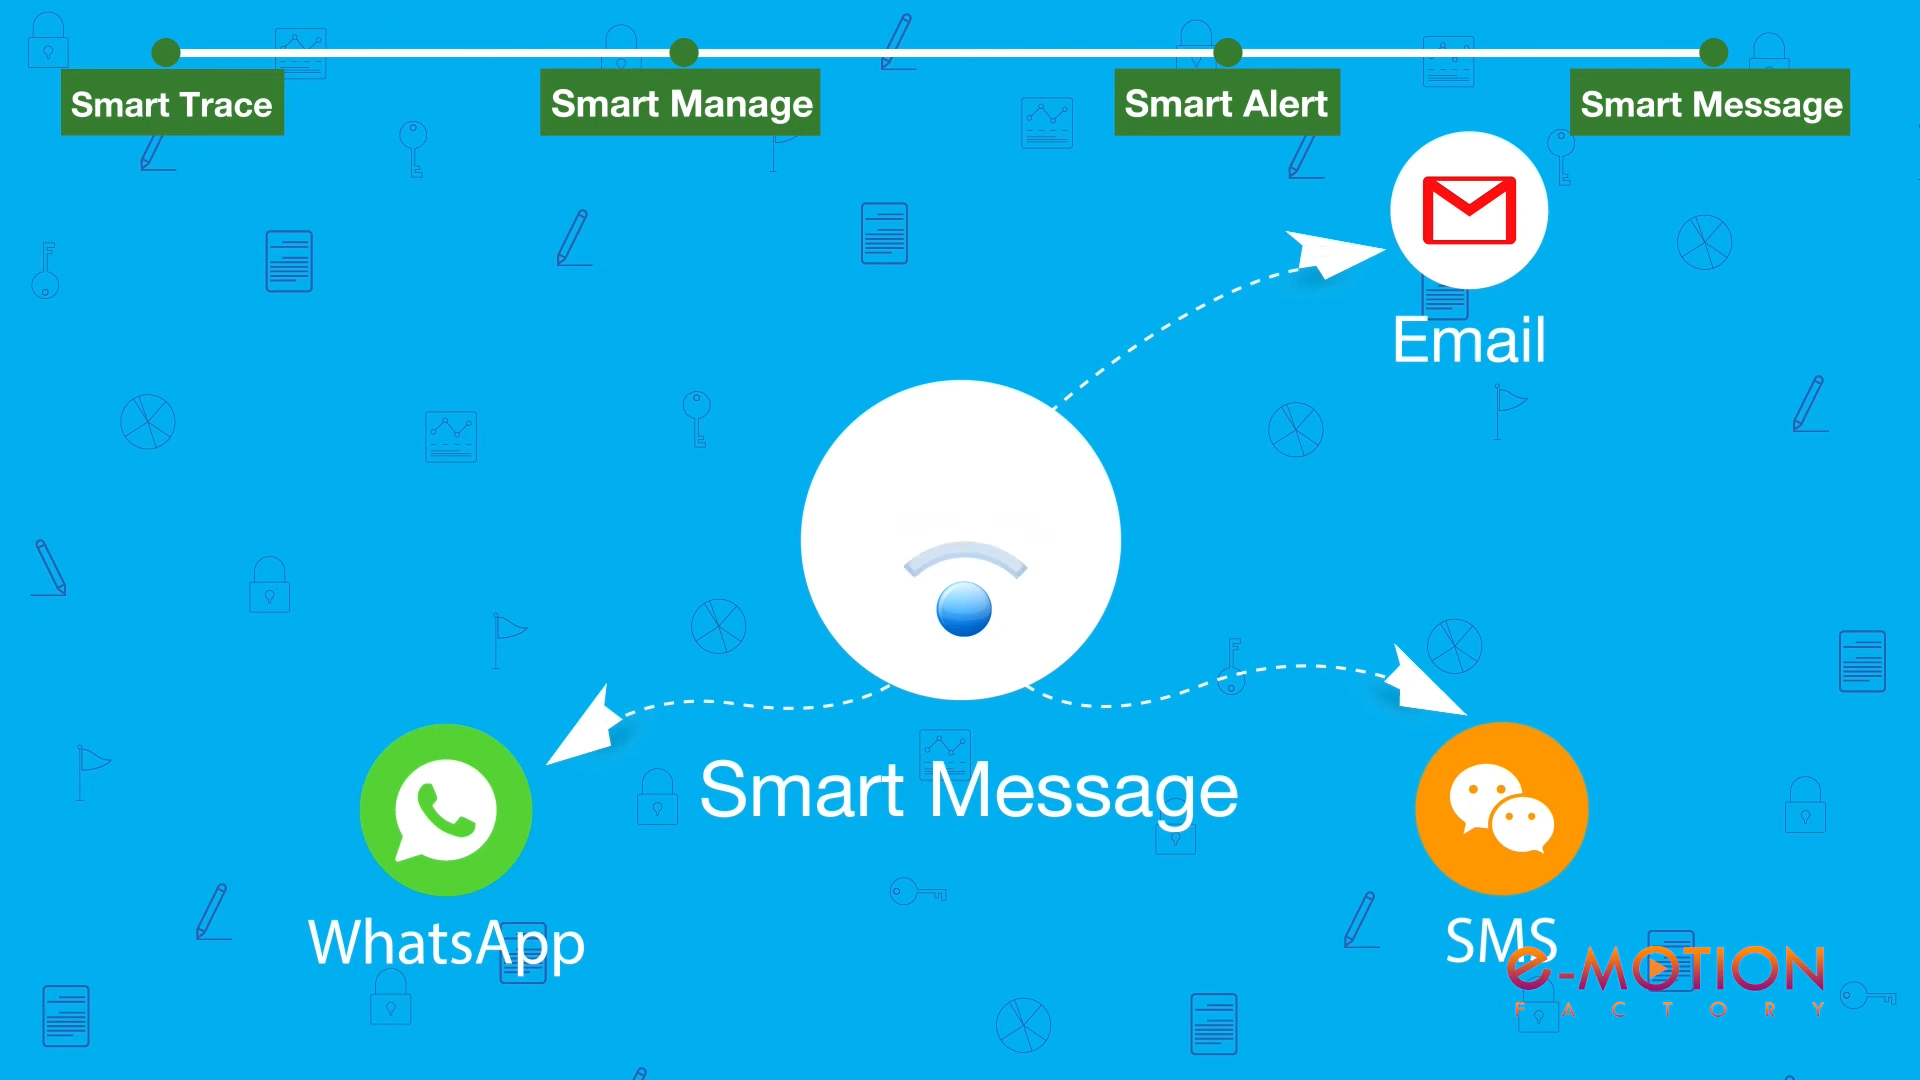 Smart Trace
Smart Manage
Smart Alert
Smart Message
Email
Smart Message
WhatsApp
SMS
e-MOTION
FACTORY